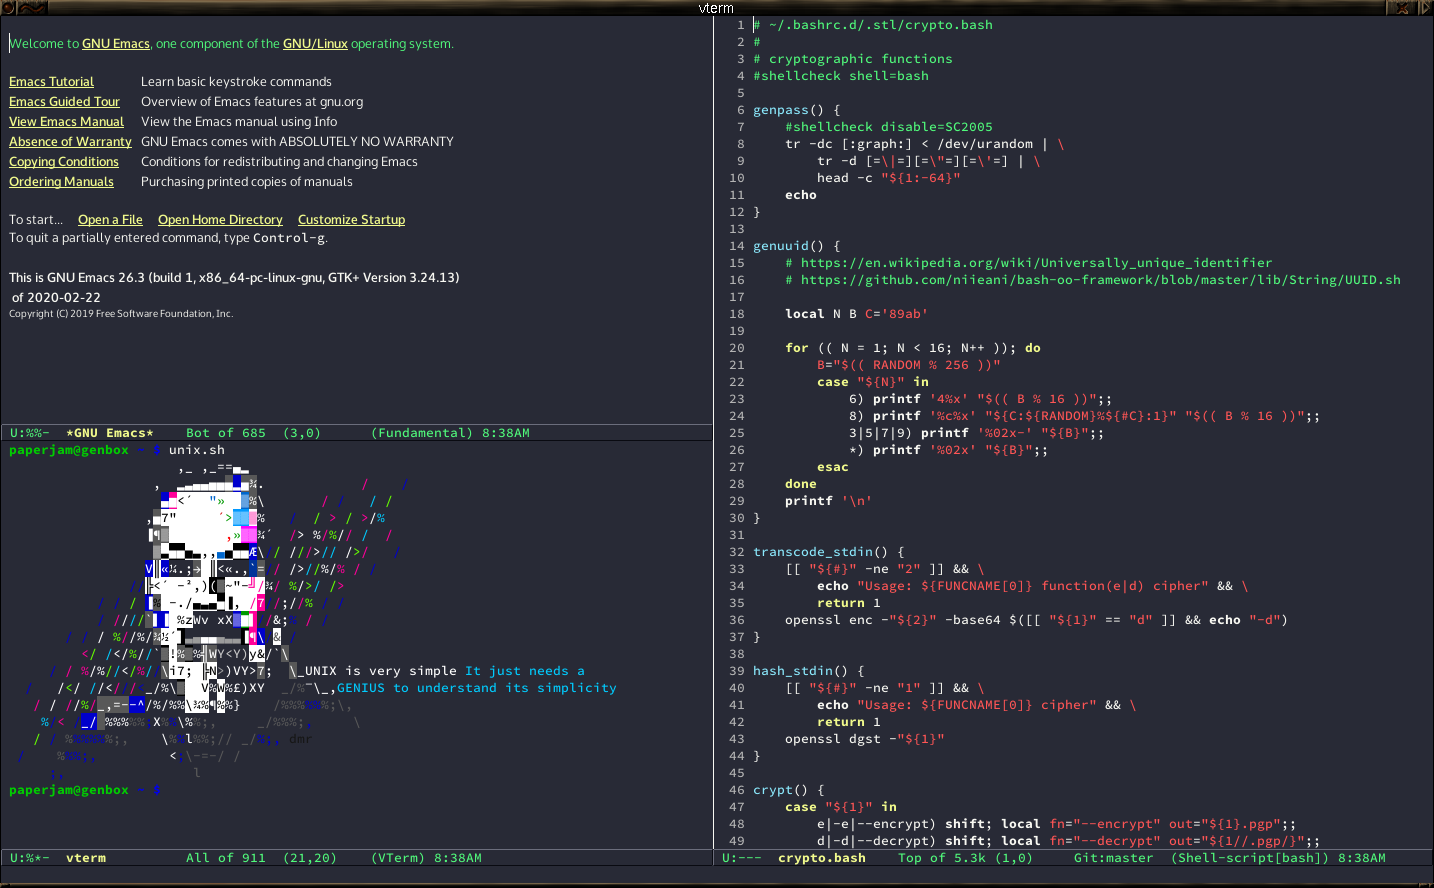 vterm
Welcome to GNU Emacs, one component of the GNU/Linux operating system.
Emacs Tutorial Learn basic keystroke commands
Emacs Guided Tour Overview of Emacs features at gnu.org
View Emacs Manual View the Emacs manual using Info
Absence of Warranty GNU Emacs comes with ABSOLUTELY NO WARRANTY
Copying Conditions Conditions for redistributing and changing Emacs
Ordering Manuals Purchasing printed copies of manuals
To start... Open a File Open Home Directory Customize Startup
To quit a partially entered command, type Control-g.
This is GNU Emacs 26.3 (build 1, x86_64-pc-linux-gnu, GTK+ Version 3.24.13)
of 2020-02-22
Copyright (C) 2019 Free Software Foundation, Inc.
U:%%- *GNU Emacs* Bot of 685 (3,0) (Fundamental) 8:38AM
paperjam@genbox ~ $ unix.sh
UNIX is very simple It just needs a
GENIUS to understand its simplicity
dmr
paperjam@genbox ~ $
U:%*- vterm All of 911 (21,20) (VTerm) 8:38AM
1 # ~/.bashrc.d/.stl/crypto.bash
2 #
3 # cryptographic functions
4 #shellcheck shell=bash
5
6 genpass() {
7 #shellcheck disable=SC2005
8 tr -dc [:graph:] < /dev/urandom | \
9 tr -d [=\|=][=\"=][=\'=] | \
10 head -c "${1:-64}"
11 echo
12 }
13
14 genuuid() {
15 # https://en.wikipedia.org/wiki/Universally_unique_identifier
16 # https://github.com/niieani/bash-oo-framework/blob/master/lib/String/UUID.sh
17
18 local N B C='89ab'
19
20 for (( N = 1; N < 16; N++ )); do
21 B="$(( RANDOM % 256 ))"
22 case "${N}" in
23 6) printf '4%x' "$(( B % 16 ))";;
24 8) printf '%c%x' "${C:${RANDOM}%${#C}:1}" "$(( B % 16 ))";;
25 3|5|7|9) printf '%02x-' "${B}";;
26 *) printf '%02x' "${B}";;
27 esac
28 done
29 printf '\n'
30 }
31
32 transcode_stdin() {
33 [[ "${#}" -ne "2" ]] && \
34 echo "Usage: ${FUNCNAME[0]} function(e|d) cipher" && \
35 return 1
36 openssl enc -"${2}" -base64 $([[ "${1}" == "d" ]] && echo "-d")
37 }
38
39 hash_stdin() {
40 [[ "${#}" -ne "1" ]] && \
41 echo "Usage: ${FUNCNAME[0]} cipher" && \
42 return 1
43 openssl dgst -"${1}"
44 }
45
46 crypt() {
47 case "${1}" in
48 e|-e|--encrypt) shift; local fn="--encrypt" out="${1}.pgp";;
49 d|-d|--decrypt) shift; local fn="--decrypt" out="${1//.pgp/}";;
U:--- crypto.bash Top of 5.3k (1,0) Git:master (Shell-script[bash]) 8:38AM